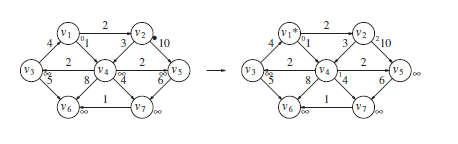 2 2
v1 v2 v1* v2
4 0 1 3 10 4 0 1 3 2 10
2 2 2 2
v3 ∞ v4 ∞ v5 v3 ∞ v4 v5 ∞
5 8 4 6 ∞ 5 8 1 4 6
1 1
v6 ∞ v7 ∞ v6 ∞ v7 ∞